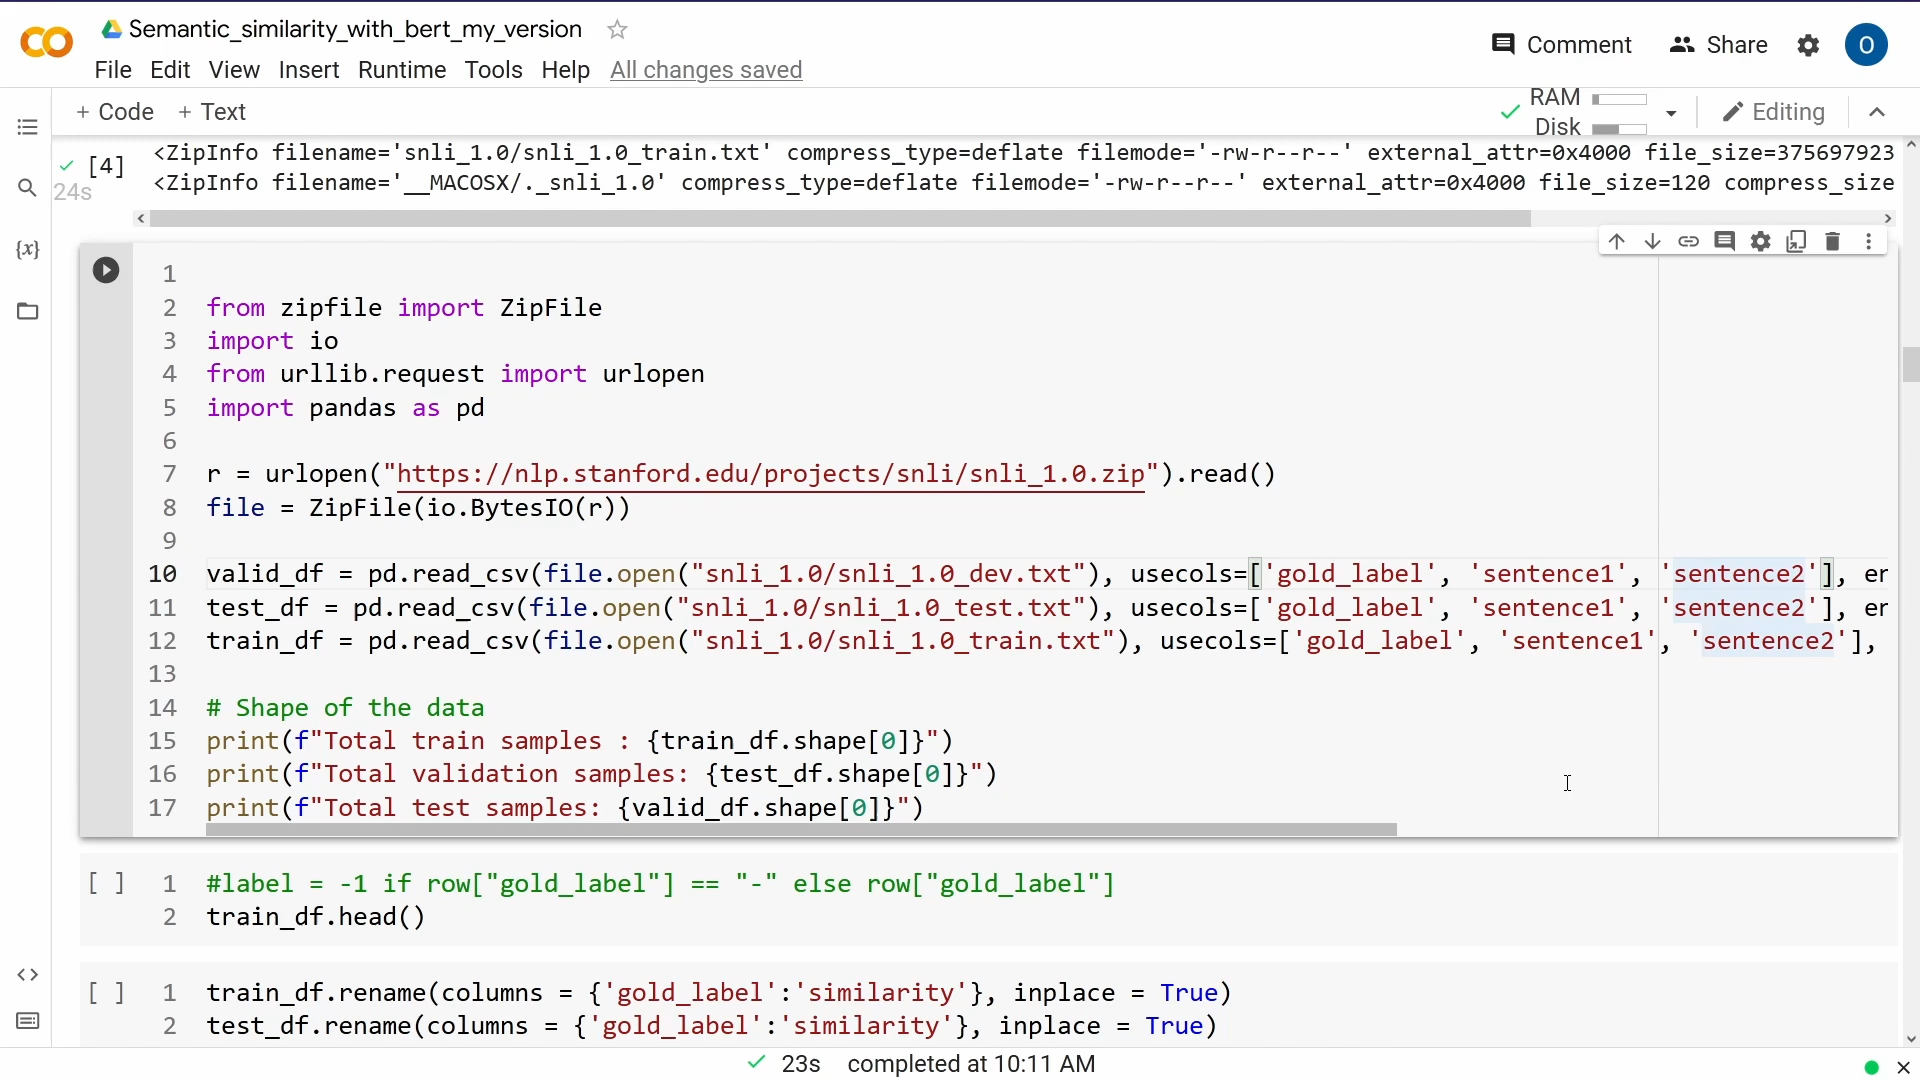 Semantic_similarity_with_bert_my_version
Comment
Share
O
File Edit View Insert Runtime Tools Help All changes saved
+ Code + Text
RAM
Disk
Editing
[4]
24s
<ZipInfo filename='snli_1.0/snli_1.0_train.txt' compress_type=deflate filemode='-rw-r--r--' external_attr=0x4000 file_size=375697923
<ZipInfo filename='__MACOSX/._snli_1.0' compress_type=deflate filemode='-rw-r--r--' external_attr=0x4000 file_size=120 compress_size
{x}
1
2 from zipfile import ZipFile
3 import io
4 from urllib.request import urlopen
5 import pandas as pd
6
7 r = urlopen("https://nlp.stanford.edu/projects/snli/snli_1.0.zip").read()
8 file = ZipFile(io.BytesIO(r))
9
10 valid_df = pd.read_csv(file.open("snli_1.0/snli_1.0_dev.txt"), usecols=['gold_label', 'sentence1', 'sentence2'], en
11 test_df = pd.read_csv(file.open("snli_1.0/snli_1.0_test.txt"), usecols=['gold_label', 'sentence1', 'sentence2'], en
12 train_df = pd.read_csv(file.open("snli_1.0/snli_1.0_train.txt"), usecols=['gold_label', 'sentence1', 'sentence2'],
13
14 # Shape of the data
15 print(f"Total train samples : {train_df.shape[0]}")
16 print(f"Total validation samples: {test_df.shape[0]}")
17 print(f"Total test samples: {valid_df.shape[0]}")
[ ] 1 #label = -1 if row["gold_label"] == "-" else row["gold_label"]
2 train_df.head()
[ ] 1 train_df.rename(columns = {'gold_label':'similarity'}, inplace = True)
2 test_df.rename(columns = {'gold_label':'similarity'}, inplace = True)
23s completed at 10:11 AM